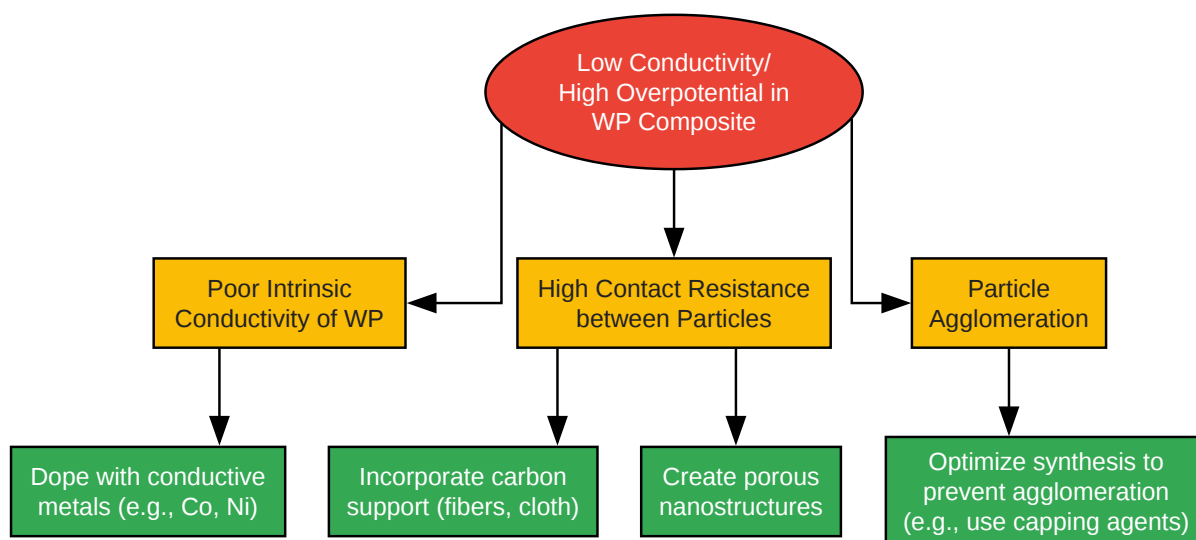 Low Conductivity/
High Overpotential in
WP Composite
Poor Intrinsic
Conductivity of WP
High Contact Resistance
between Particles
Particle
Agglomeration
Dope with conductive
metals (e.g., Co, Ni)
Incorporate carbon
support (fibers, cloth)
Create porous
nanostructures
Optimize synthesis to
prevent agglomeration
(e.g., use capping agents)